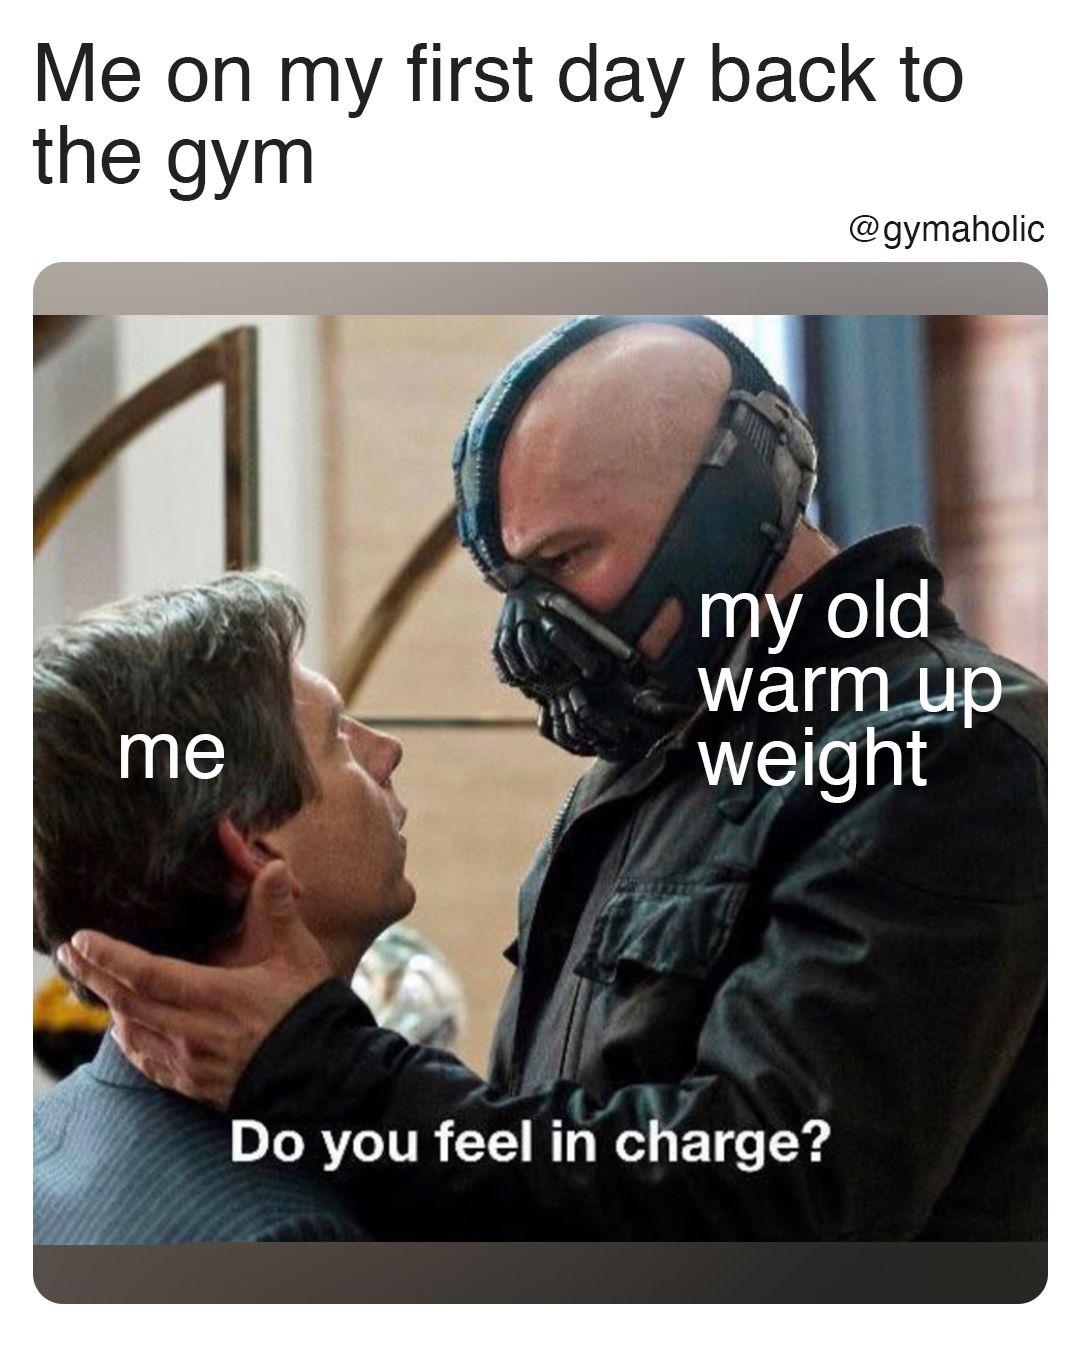 Me on my first day back to
the gym
@gymaholic
my old
warm up
weight
me
Do you feel in charge?